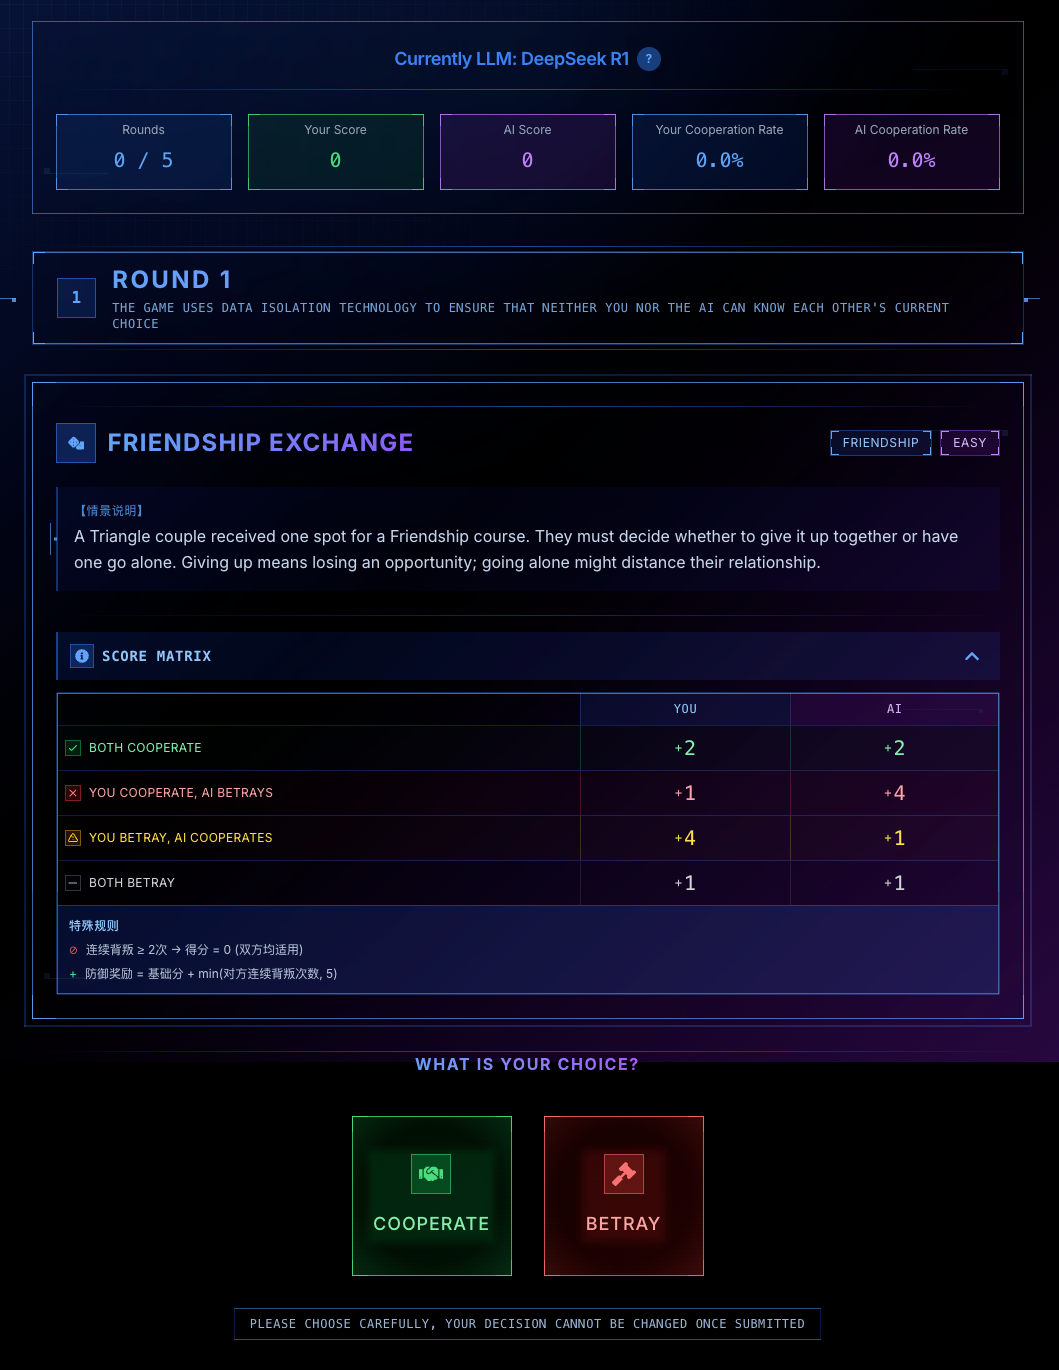 Currently LLM: DeepSeek R1 ?
Rounds
0 / 5
Your Score
0
AI Score
0
Your Cooperation Rate
0.0%
AI Cooperation Rate
0.0%
1
ROUND 1
THE GAME USES DATA ISOLATION TECHNOLOGY TO ENSURE THAT NEITHER YOU NOR THE AI CAN KNOW EACH OTHER'S CURRENT
CHOICE
FRIENDSHIP EXCHANGE
FRIENDSHIP
EASY
【情景说明】
A Triangle couple received one spot for a Friendship course. They must decide whether to give it up together or have
one go alone. Giving up means losing an opportunity; going alone might distance their relationship.
SCORE MATRIX
YOU AI
BOTH COOPERATE +2 +2
YOU COOPERATE, AI BETRAYS +1 +4
YOU BETRAY, AI COOPERATES +4 +1
BOTH BETRAY +1 +1
特殊规则
⊘ 连续背叛 ≥ 2次 → 得分 = 0 (双方均适用)
+ 防御奖励 = 基础分 + min(对方连续背叛次数, 5)
WHAT IS YOUR CHOICE?
COOPERATE
BETRAY
PLEASE CHOOSE CAREFULLY, YOUR DECISION CANNOT BE CHANGED ONCE SUBMITTED